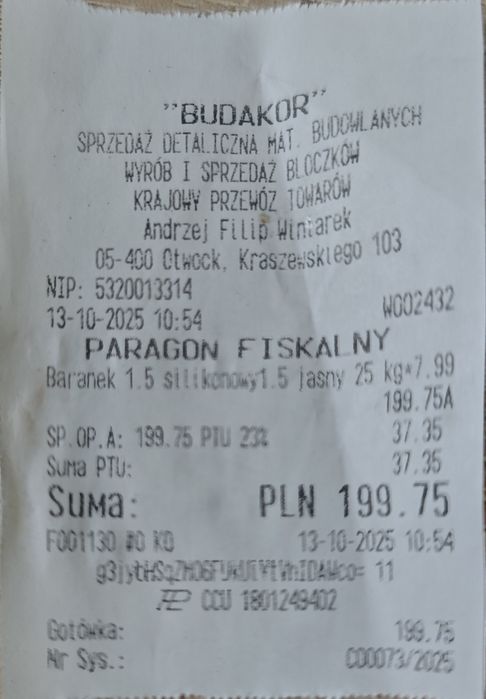 "BUDAKOR"
SPRZEDAŻ DETALICZNA MAT. BUDOWLANYCH
WYRÓB I SPRZEDAŻ BLOCZKÓW
KRAJOWY PRZEWÓZ TOWARÓW
Andrzej Filip Winiarek
05-400 Otwock, Kraszewskiego 103
NIP: 5320013314
13-10-2025 10:54 W002432
PARAGON FISKALNY
Baranek 1.5 silikonowy1.5 jasny 25 kg*7.99
199.75A
SP.OP.A: 199.75 PTU 23% 37.35
Suma PTU: 37.35
Suma: PLN 199.75
F001130 #0 KO 13-10-2025 10:54
11
CCU 1801249402
Gotówka: 199.75
Nr Sys.: C00073/2025